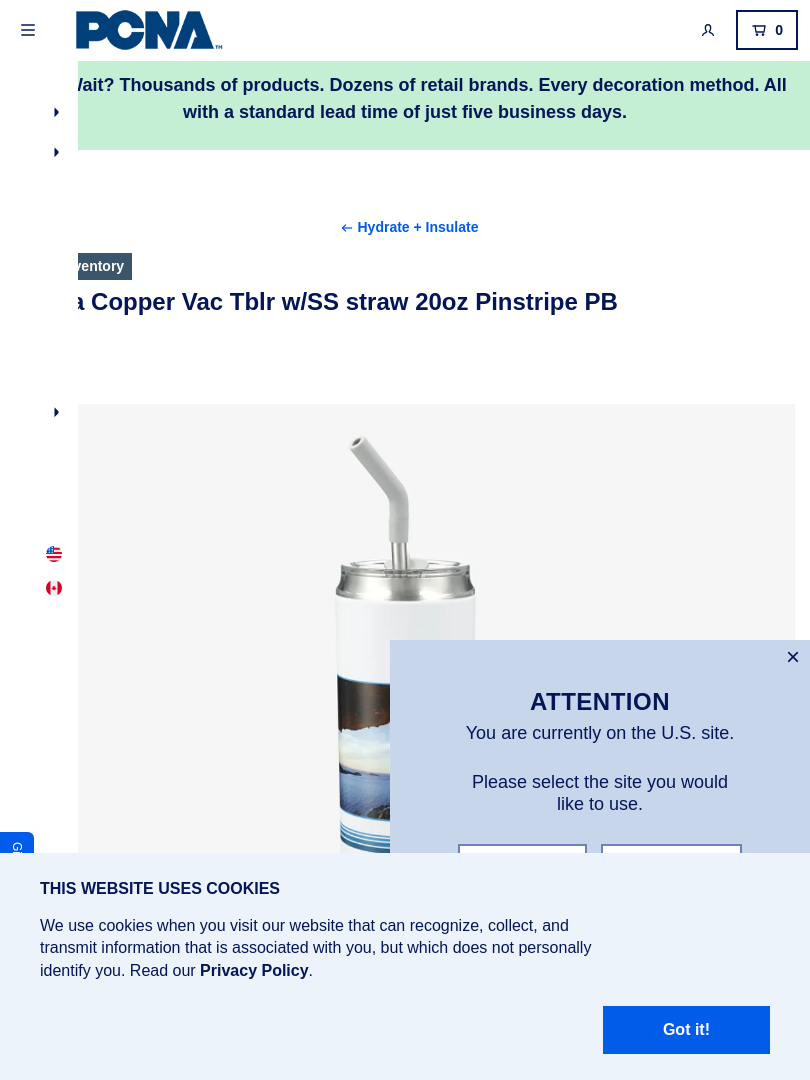 PCNA™
0
Wait? Thousands of products. Dozens of retail brands. Every decoration method. All
with a standard lead time of just five business days.
Hydrate + Insulate
Copper Vac Tblr w/SS straw 20oz Pinstripe PB
ATTENTION
You are currently on the U.S. site.
Please select the site you would
like to use.
THIS WEBSITE USES COOKIES
We use cookies when you visit our website that can recognize, collect, and
transmit information that is associated with you, but which does not personally
identify you. Read our Privacy Policy.
Got it!